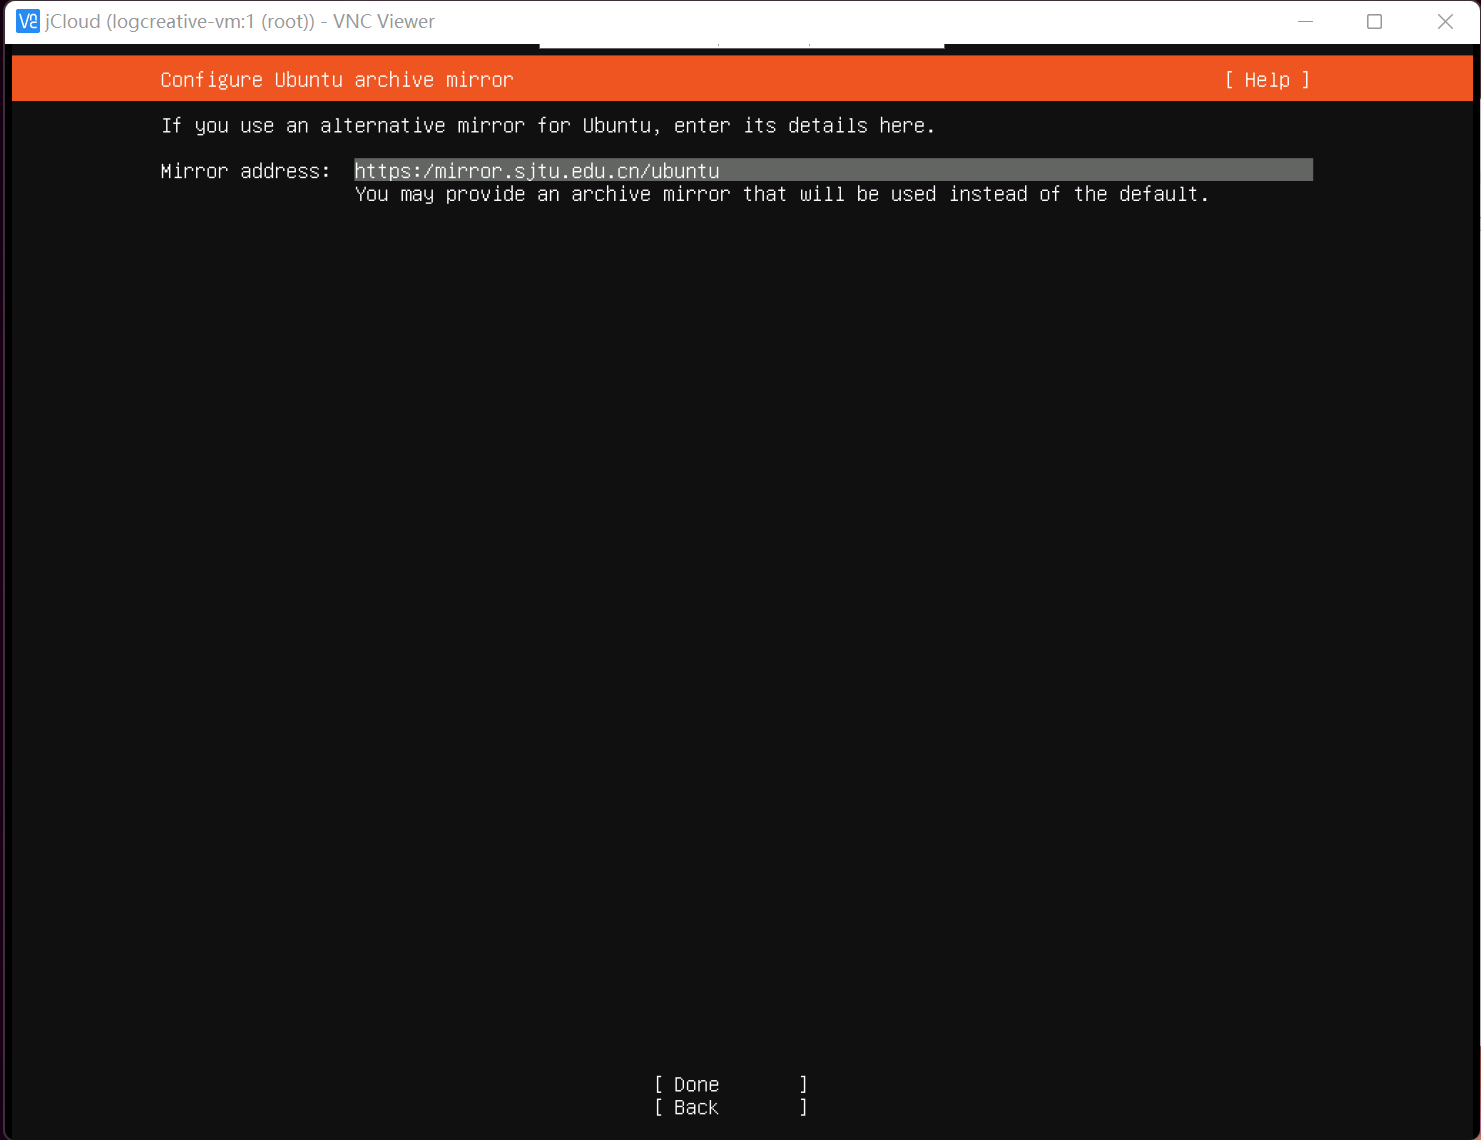 jCloud (logcreative-vm:1 (root)) - VNC Viewer
Configure Ubuntu archive mirror [ Help ]
If you use an alternative mirror for Ubuntu, enter its details here.
Mirror address: https:/mirror.sjtu.edu.cn/ubuntu
You may provide an archive mirror that will be used instead of the default.
[ Done ]
[ Back ]